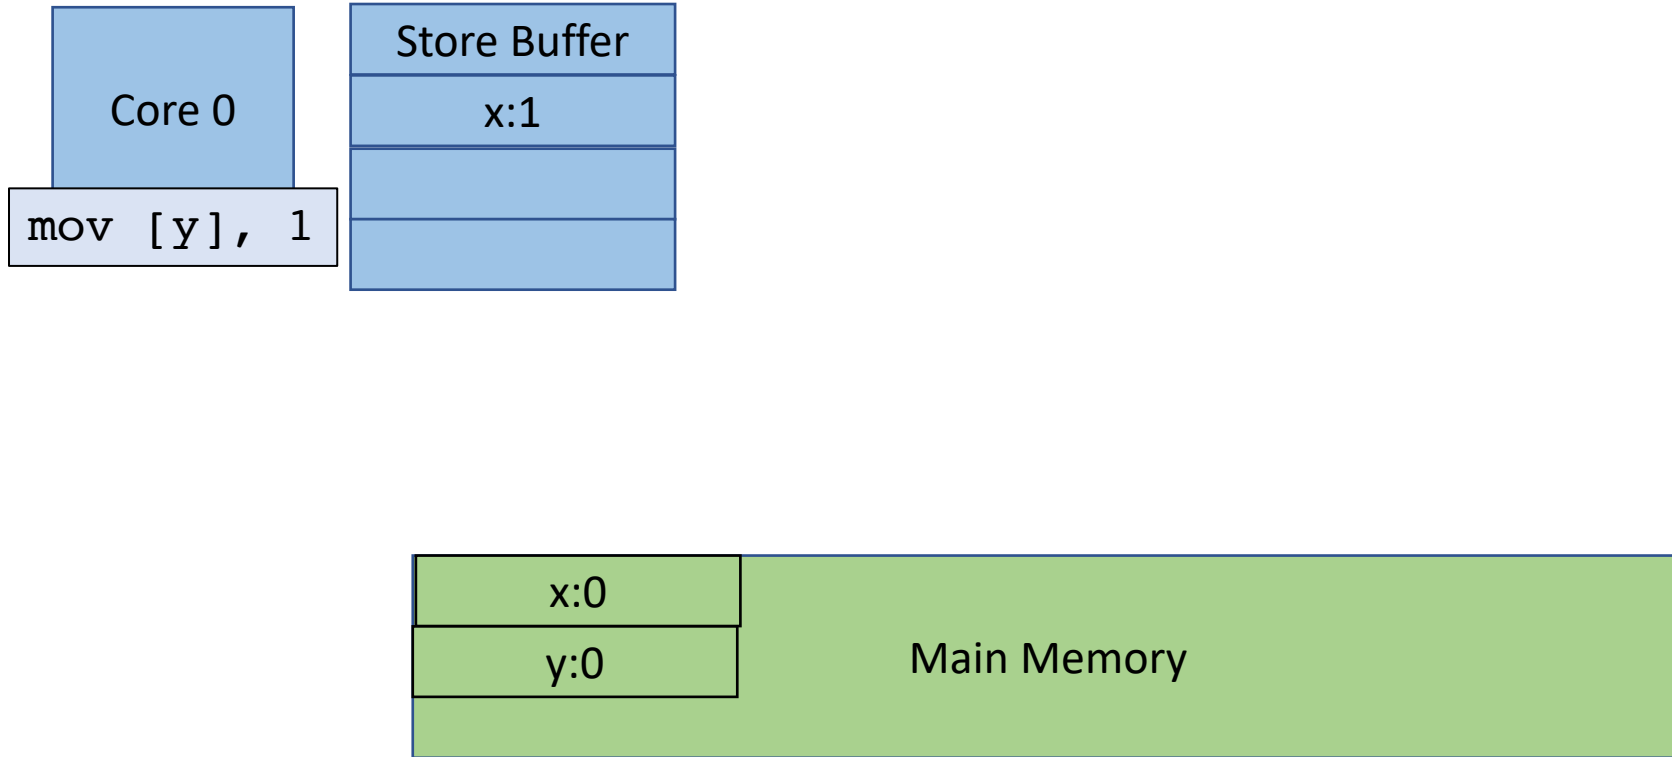 Core 0
mov [y], 1
Store Buffer
x:1
x:0
y:0
Main Memory